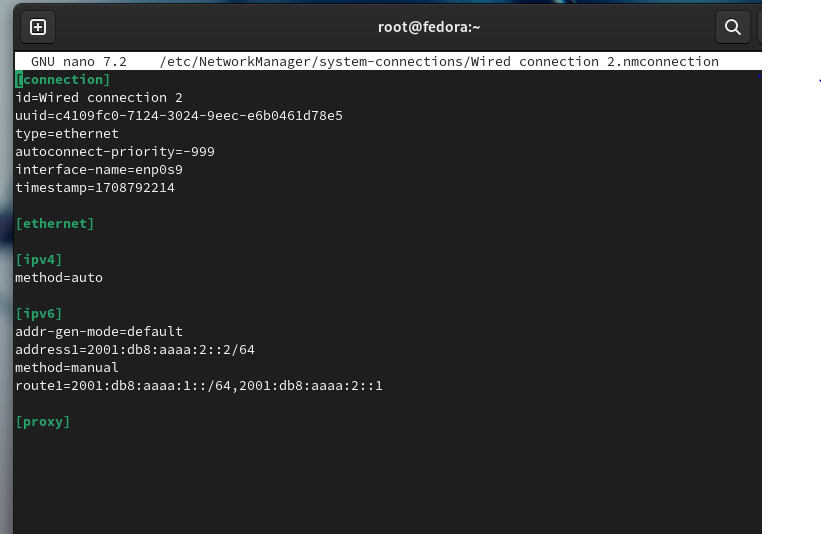 root@fedora:~
GNU nano 7.2 /etc/NetworkManager/system-connections/Wired connection 2.nmconnection
[connection]
id=Wired connection 2
uuid=c4109fc0-7124-3024-9eec-e6b0461d78e5
type=ethernet
autoconnect-priority=-999
interface-name=enp0s9
timestamp=1708792214
[ethernet]
[ipv4]
method=auto
[ipv6]
addr-gen-mode=default
address1=2001:db8:aaaa:2::2/64
method=manual
route1=2001:db8:aaaa:1::/64,2001:db8:aaaa:2::1
[proxy]